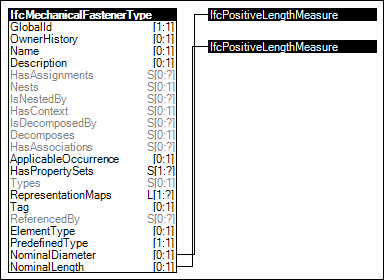 IfcMechanicalFastenerType
GlobalId [1:1]
OwnerHistory [0:1]
Name [0:1]
Description [0:1]
HasAssignments S[0:?]
Nests S[0:1]
IsNestedBy S[0:?]
HasContext S[0:1]
IsDecomposedBy S[0:?]
Decomposes S[0:1]
HasAssociations S[0:?]
ApplicableOccurrence [0:1]
HasPropertySets S[1:?]
Types S[0:1]
RepresentationMaps L[1:?]
Tag [0:1]
ReferencedBy S[0:?]
ElementType [0:1]
PredefinedType [1:1]
NominalDiameter [0:1]
NominalLength [0:1]
IfcPositiveLengthMeasure
IfcPositiveLengthMeasure